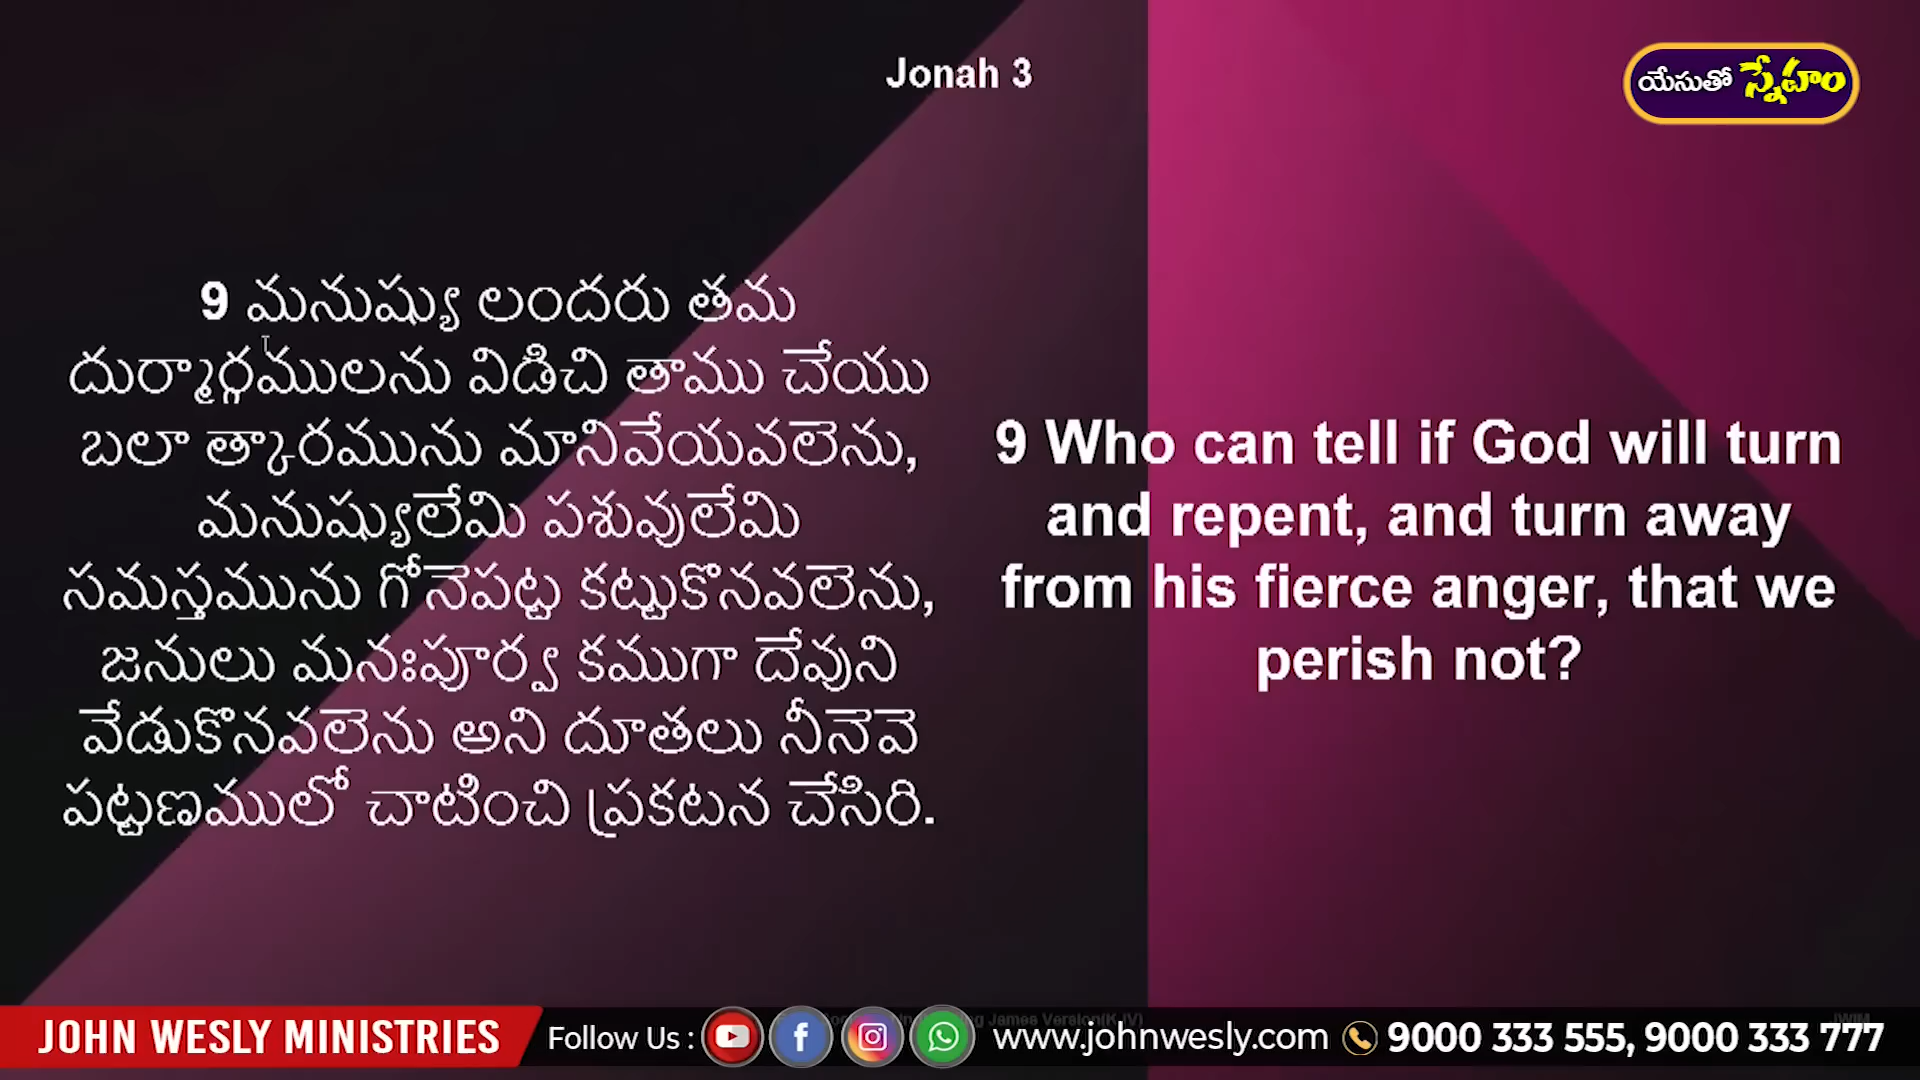 Jonah 3
యేసుతో స్నేహం
9 మనుష్యు లందరు తమ
దుర్మార్గములను విడిచి తాము చేయు
బలా త్కారమును మానివేయవలెను,
మనుష్యులేమి పశువులేమి
సమస్తమును గోనెపట్ట కట్టుకొనవలెను,
జనులు మనఃపూర్వ కముగా దేవుని
వేడుకొనవలెను అని దూతలు నీనెవె
పట్టణములో చాటించి ప్రకటన చేసిరి.
9 Who can tell if God will turn
and repent, and turn away
from his fierce anger, that we
perish not?
JOHN WESLY MINISTRIES Follow Us : www.johnwesly.com 9000 333 555, 9000 333 777